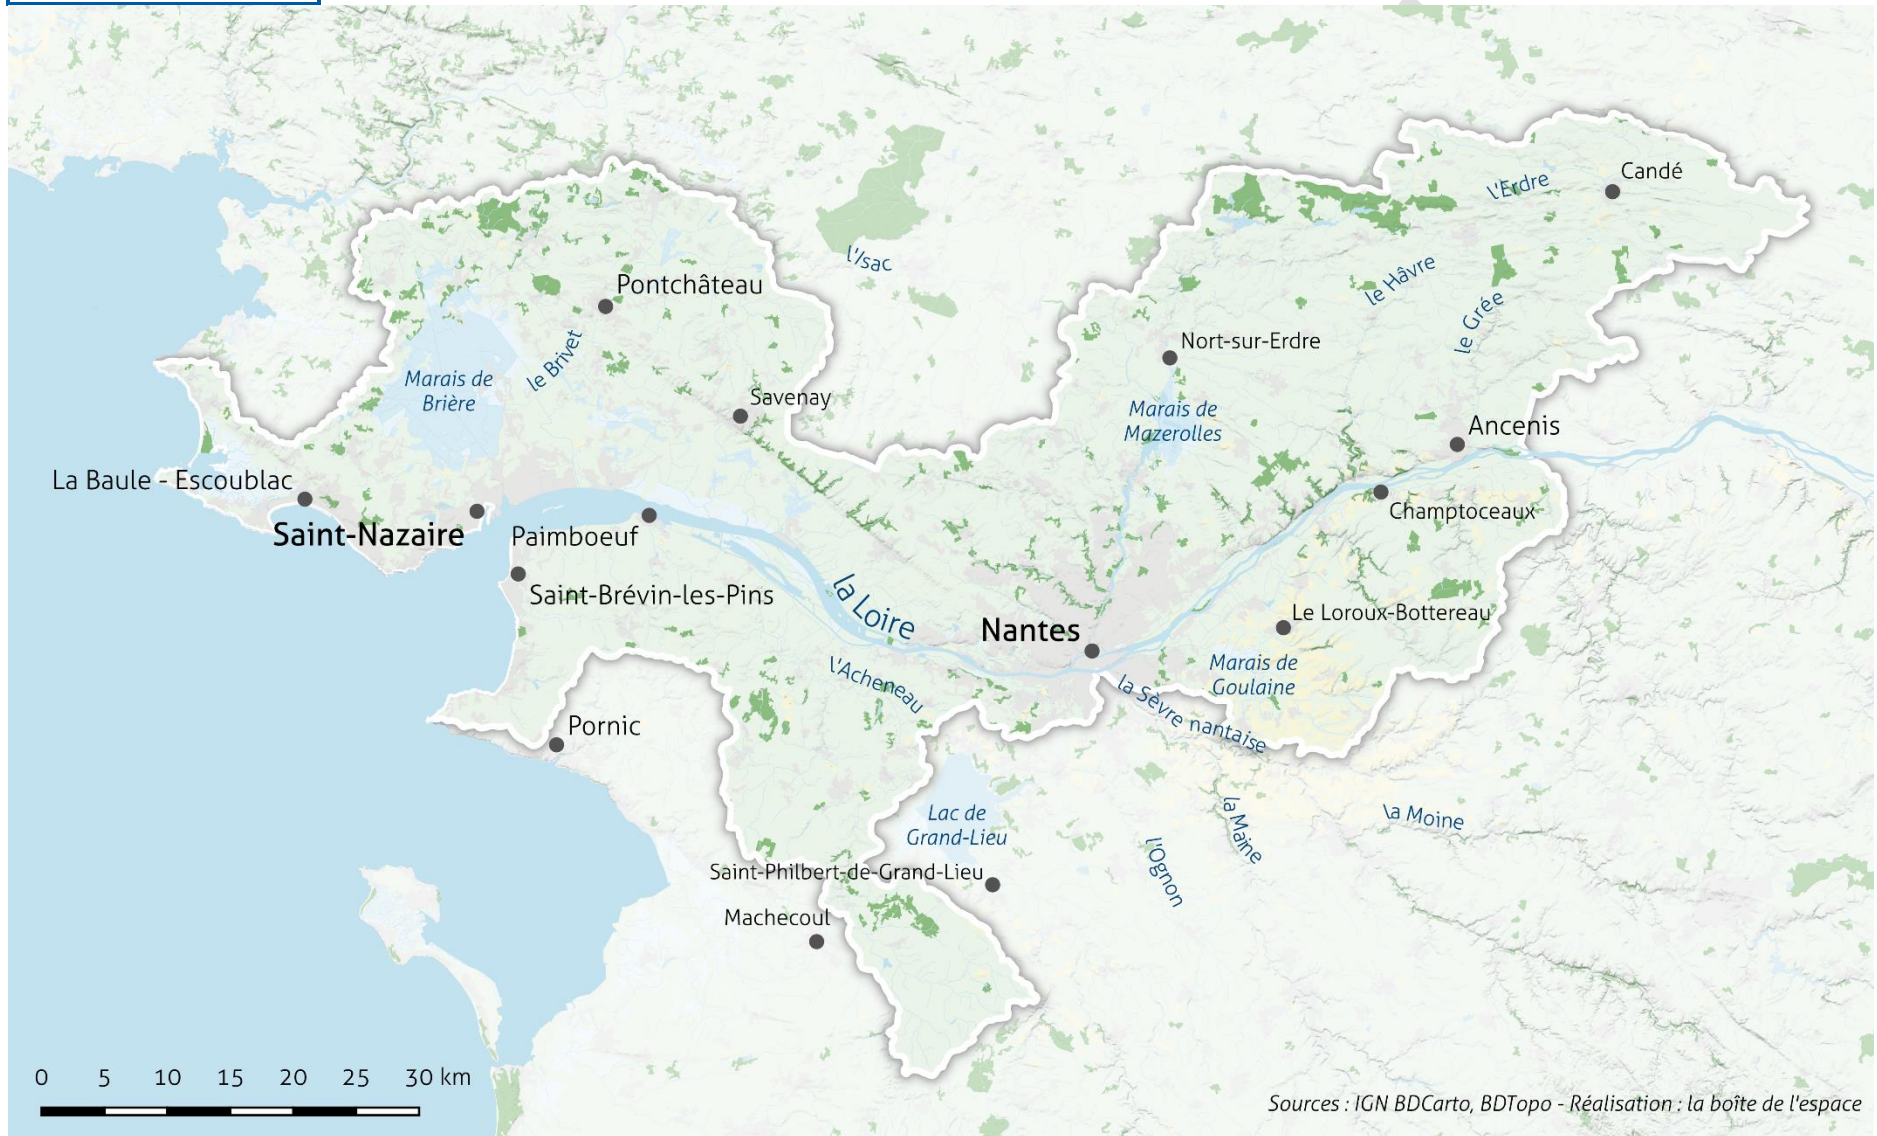 Candé
l'Erdre
l'Isac
le Hâvre
Pontchâteau
le Grée
Nort-sur-Erdre
le Brivet
Marais de
Brière
Savenay
Marais de
Mazerolles
Ancenis
La Baule - Escoublac
Champtoceaux
Saint-Nazaire
Paimboeuf
Saint-Brévin-les-Pins
la Loire
Nantes
Le Loroux-Bottereau
Marais de
Goulaine
l'Acheneau
la Sèvre nantaise
Pornic
Lac de
Grand-Lieu
la Maine
la Moine
l'Ognon
Saint-Philbert-de-Grand-Lieu
Machecoul
0 5 10 15 20 25 30 km
Sources : IGN BDCarto, BDTopo - Réalisation : la boîte de l'espace